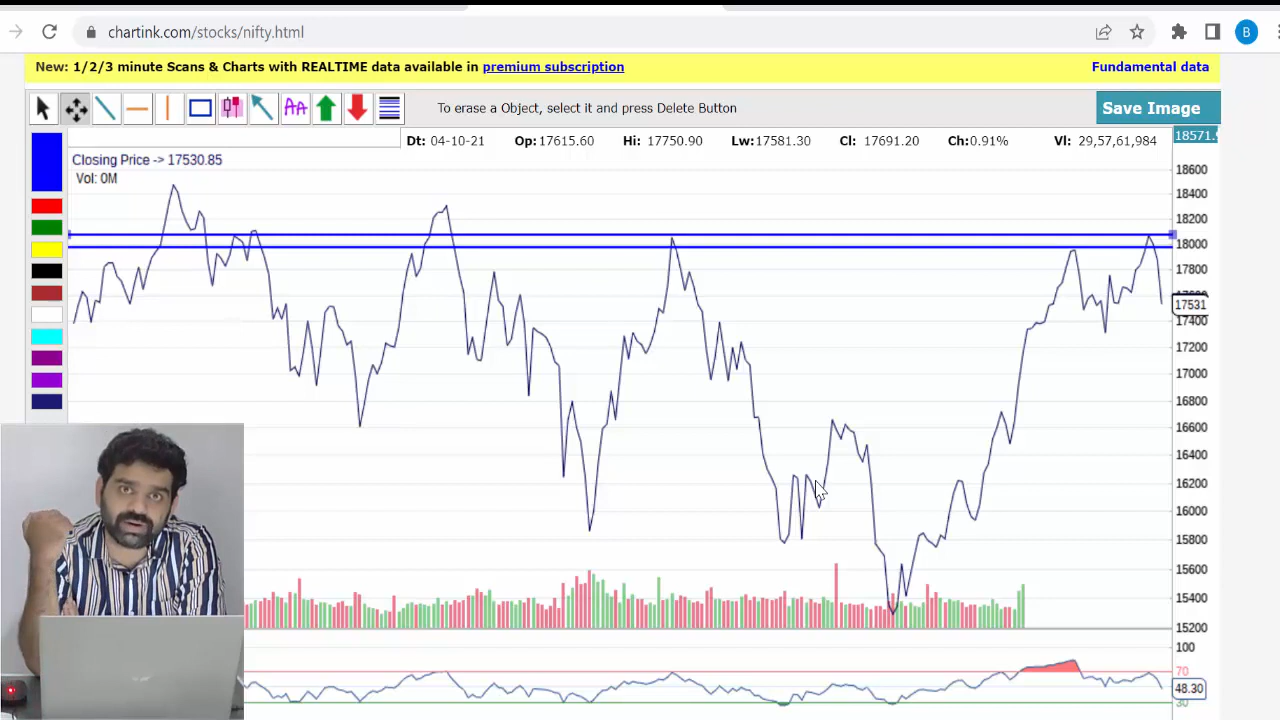 chartink.com/stocks/nifty.html
B
New: 1/2/3 minute Scans & Charts with REALTIME data available in premium subscription
Fundamental data
AA
To erase a Object, select it and press Delete Button
Save Image
Dt: 04-10-21 Op:17615.60 Hi: 17750.90 Lw:17581.30 Cl: 17691.20 Ch:0.91% Vl: 29,57,61,984
Closing Price -> 17530.85
Vol: 0M
18600
18400
18200
18000
17800
17531
17400
17200
17000
16800
16600
16400
16200
16000
15800
15600
15400
15200
100
70
48.30
30